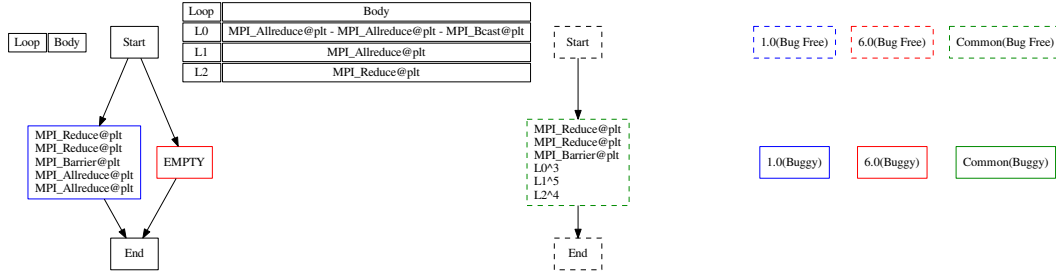 Loop Body
Start
MPI_Reduce@plt
MPI_Reduce@plt
MPI_Barrier@plt
MPI_Allreduce@plt
MPI_Allreduce@plt
EMPTY
End
Loop Body
L0 MPI_Allreduce@plt - MPI_Allreduce@plt - MPI_Bcast@plt
L1 MPI_Allreduce@plt
L2 MPI_Reduce@plt
Start
MPI_Reduce@plt
MPI_Reduce@plt
MPI_Barrier@plt
L0^3
L1^5
L2^4
End
1.0(Bug Free) 6.0(Bug Free) Common(Bug Free)
1.0(Buggy) 6.0(Buggy) Common(Buggy)